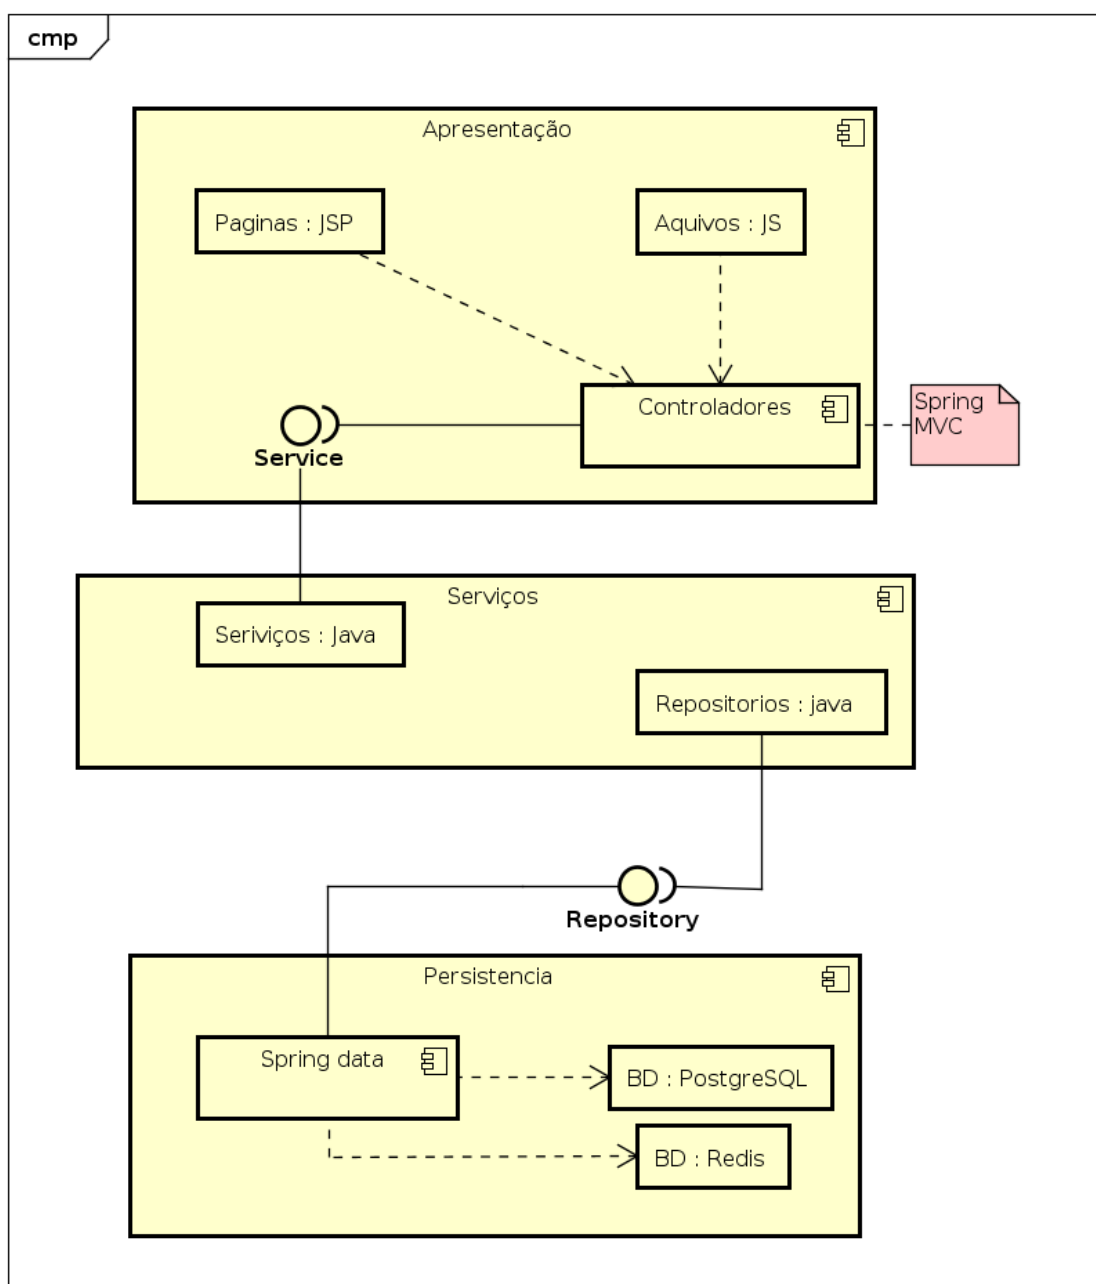 cmp
Apresentação
Paginas : JSP
Aquivos : JS
Controladores
Spring
MVC
Service
Serviços
Seriviços : Java
Repositorios : java
Repository
Persistencia
Spring data
BD : PostgreSQL
BD : Redis